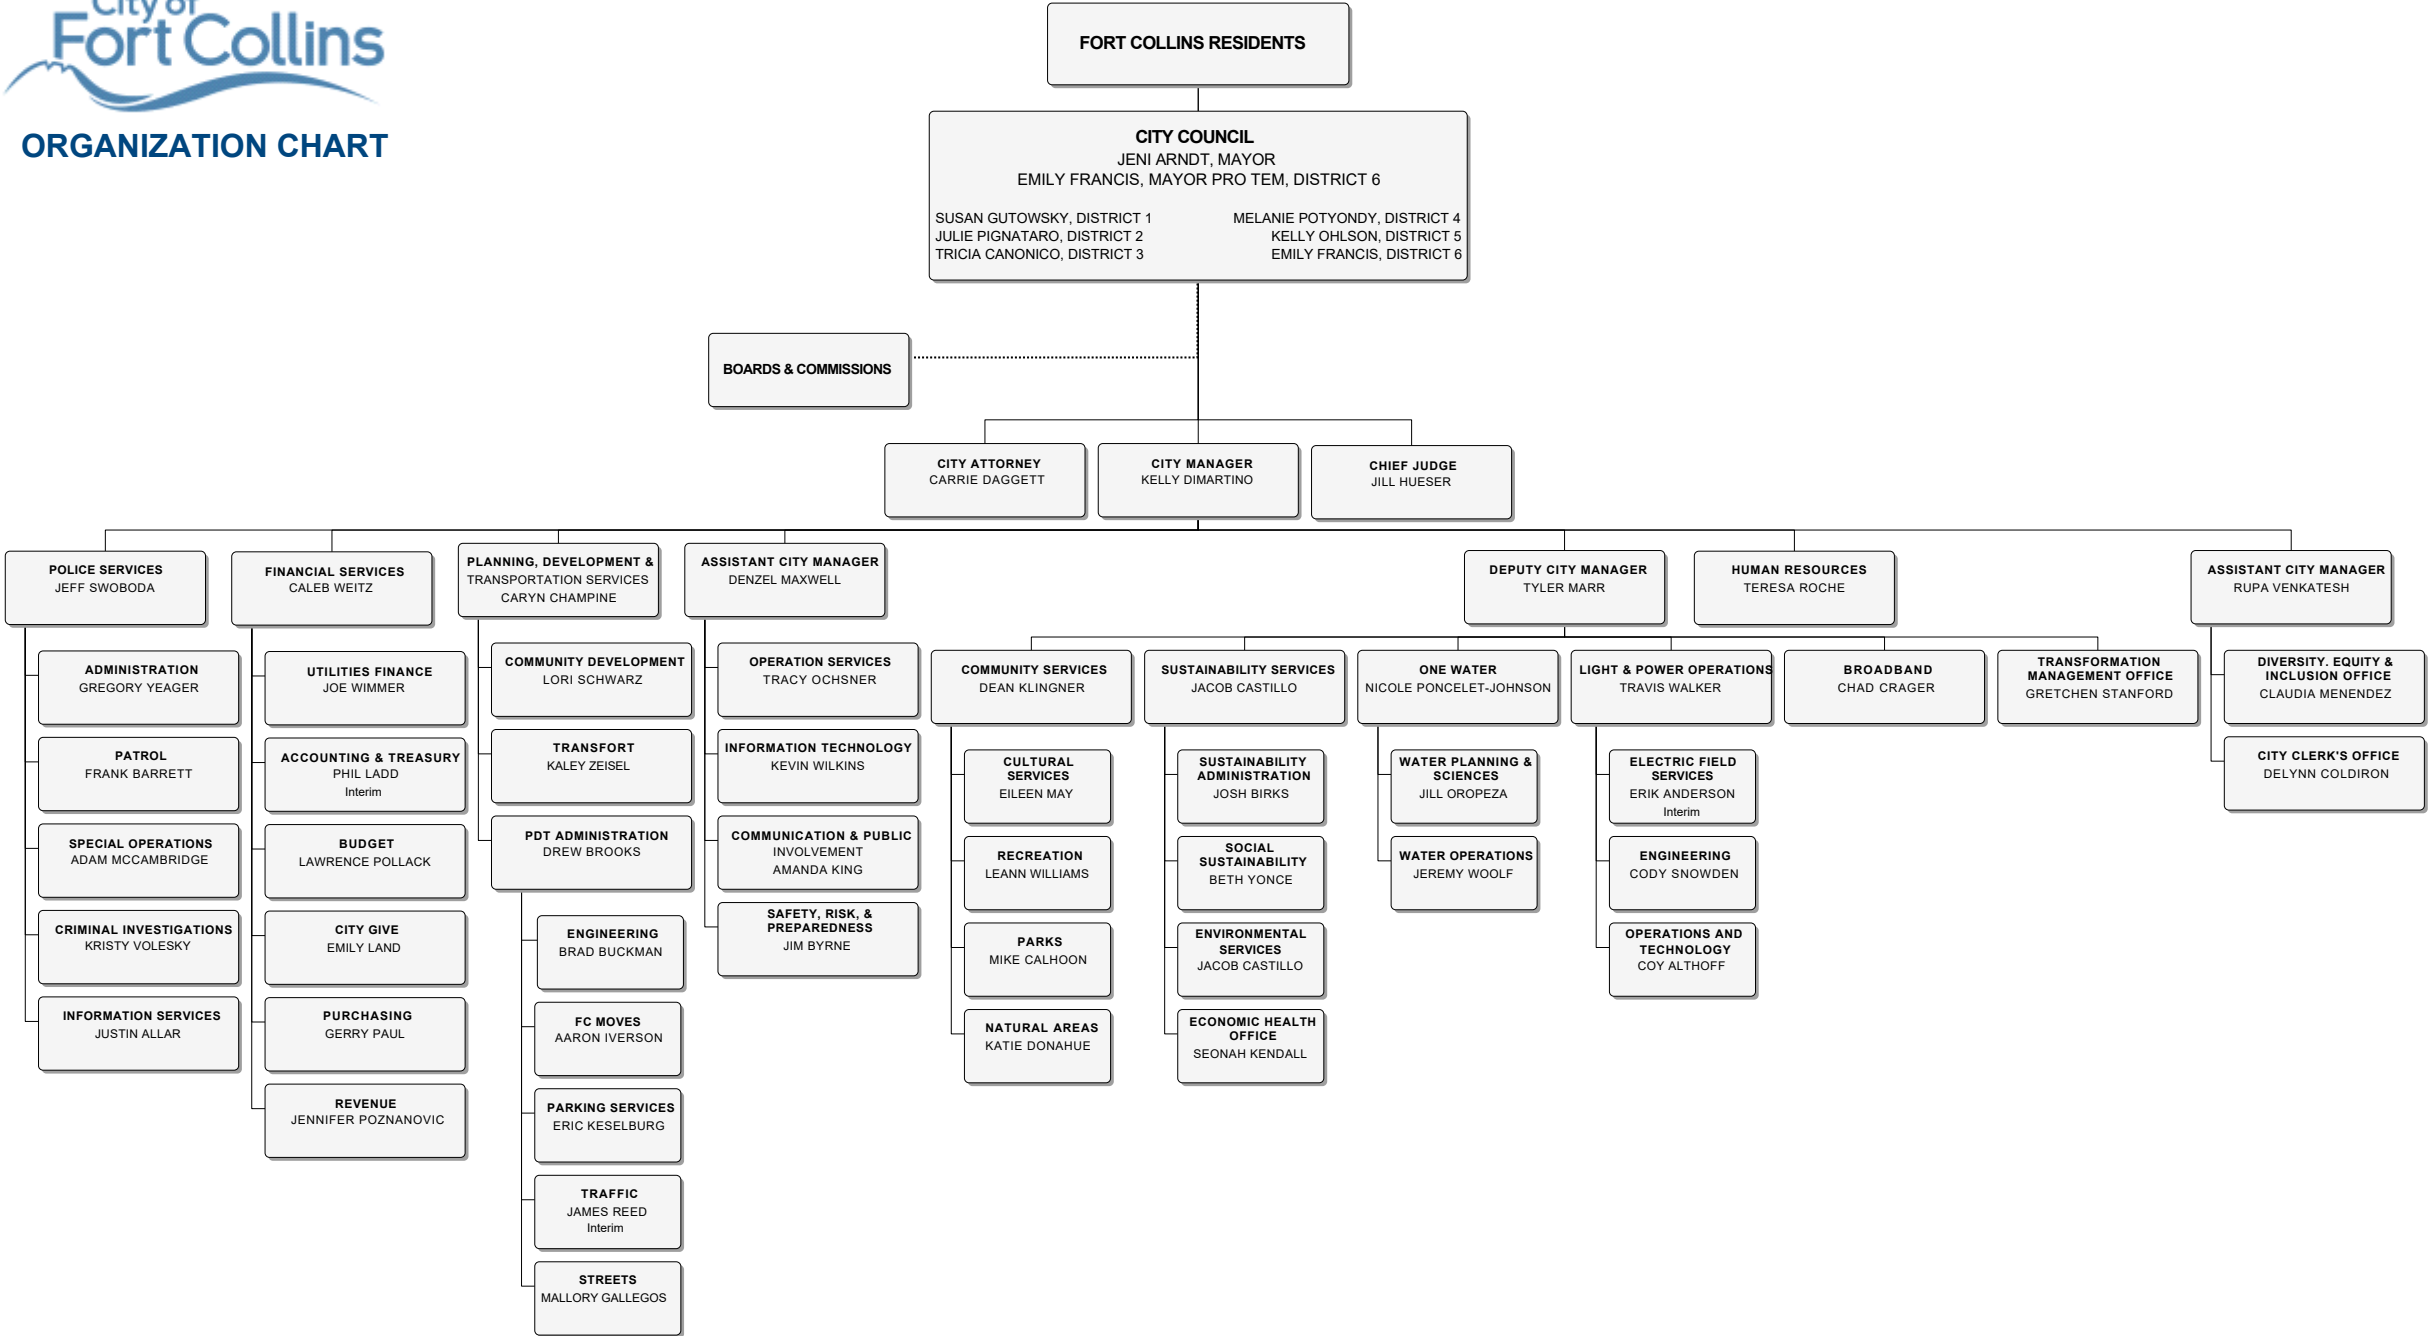 City of
Fort Collins
ORGANIZATION CHART
FORT COLLINS RESIDENTS
CITY COUNCIL
JENI ARNDT, MAYOR
EMILY FRANCIS, MAYOR PRO TEM, DISTRICT 6
SUSAN GUTOWSKY, DISTRICT 1
JULIE PIGNATARO, DISTRICT 2
TRICIA CANONICO, DISTRICT 3
MELANIE POTYONDY, DISTRICT 4
KELLY OHLSON, DISTRICT 5
EMILY FRANCIS, DISTRICT 6
BOARDS & COMMISSIONS
CITY ATTORNEY
CARRIE DAGGETT
CITY MANAGER
KELLY DIMARTINO
CHIEF JUDGE
JILL HUESER
POLICE SERVICES
JEFF SWOBODA
ADMINISTRATION
GREGORY YEAGER
PATROL
FRANK BARRETT
SPECIAL OPERATIONS
ADAM MCCAMBRIDGE
CRIMINAL INVESTIGATIONS
KRISTY VOLESKY
INFORMATION SERVICES
JUSTIN ALLAR
FINANCIAL SERVICES
CALEB WEITZ
UTILITIES FINANCE
JOE WIMMER
ACCOUNTING & TREASURY
PHIL LADD
Interim
BUDGET
LAWRENCE POLLACK
CITY GIVE
EMILY LAND
PURCHASING
GERRY PAUL
REVENUE
JENNIFER POZNANOVIC
PLANNING, DEVELOPMENT &
TRANSPORTATION SERVICES
CARYN CHAMPINE
COMMUNITY DEVELOPMENT
LORI SCHWARZ
TRANSFORT
KALEY ZEISEL
PDT ADMINISTRATION
DREW BROOKS
ENGINEERING
BRAD BUCKMAN
FC MOVES
AARON IVERSON
PARKING SERVICES
ERIC KESELBURG
TRAFFIC
JAMES REED
Interim
STREETS
MALLORY GALLEGOS
ASSISTANT CITY MANAGER
DENZEL MAXWELL
OPERATION SERVICES
TRACY OCHSNER
INFORMATION TECHNOLOGY
KEVIN WILKINS
COMMUNICATION & PUBLIC
INVOLVEMENT
AMANDA KING
SAFETY, RISK, &
PREPAREDNESS
JIM BYRNE
DEPUTY CITY MANAGER
TYLER MARR
COMMUNITY SERVICES
DEAN KLINGNER
CULTURAL
SERVICES
EILEEN MAY
RECREATION
LEANN WILLIAMS
PARKS
MIKE CALHOON
NATURAL AREAS
KATIE DONAHUE
SUSTAINABILITY SERVICES
JACOB CASTILLO
SUSTAINABILITY
ADMINISTRATION
JOSH BIRKS
SOCIAL
SUSTAINABILITY
BETH YONCE
ENVIRONMENTAL
SERVICES
JACOB CASTILLO
ECONOMIC HEALTH
OFFICE
SEONAH KENDALL
ONE WATER
NICOLE PONCELET-JOHNSON
WATER PLANNING &
SCIENCES
JILL OROPEZA
WATER OPERATIONS
JEREMY WOOLF
LIGHT & POWER OPERATIONS
TRAVIS WALKER
ELECTRIC FIELD
SERVICES
ERIK ANDERSON
Interim
ENGINEERING
CODY SNOWDEN
OPERATIONS AND
TECHNOLOGY
COY ALTHOFF
BROADBAND
CHAD CRAGER
TRANSFORMATION
MANAGEMENT OFFICE
GRETCHEN STANFORD
HUMAN RESOURCES
TERESA ROCHE
ASSISTANT CITY MANAGER
RUPA VENKATESH
DIVERSITY. EQUITY &
INCLUSION OFFICE
CLAUDIA MENENDEZ
CITY CLERK'S OFFICE
DELYNN COLDIRON